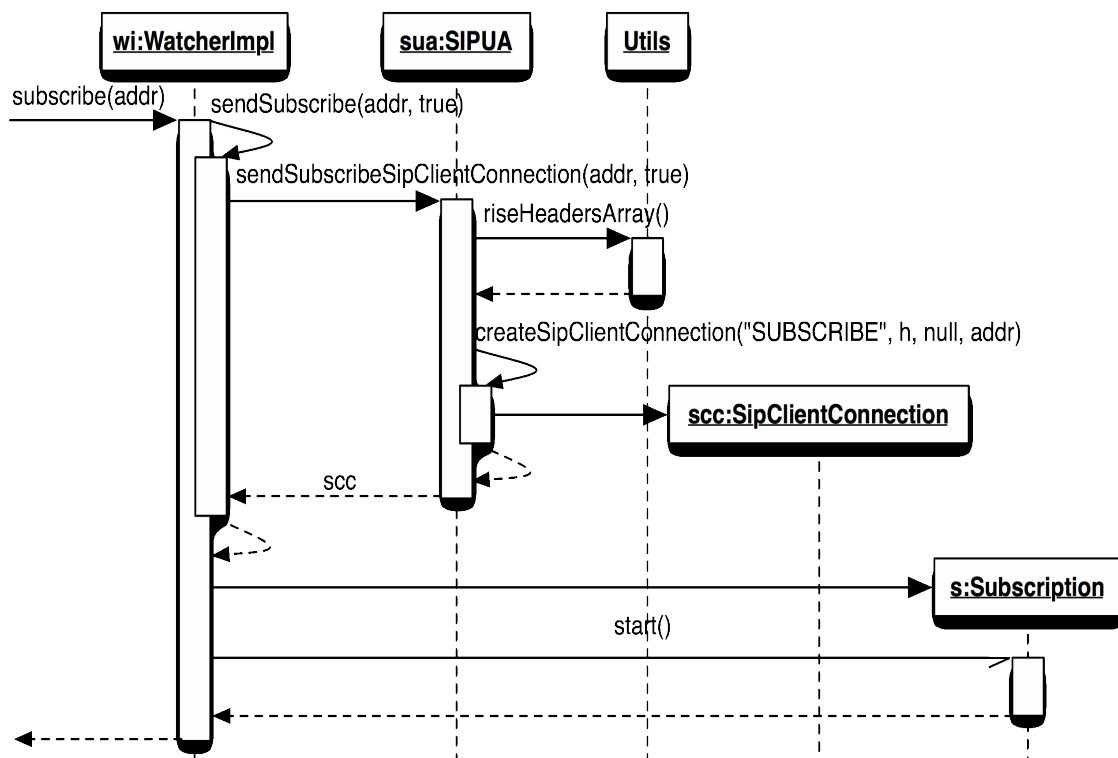 wi:WatcherImpl
sua:SIPUA
Utils
subscribe(addr)
sendSubscribe(addr, true)
sendSubscribeSipClientConnection(addr, true)
riseHeadersArray()
createSipClientConnection("SUBSCRIBE", h, null, addr)
scc:SipClientConnection
scc
s:Subscription
start()